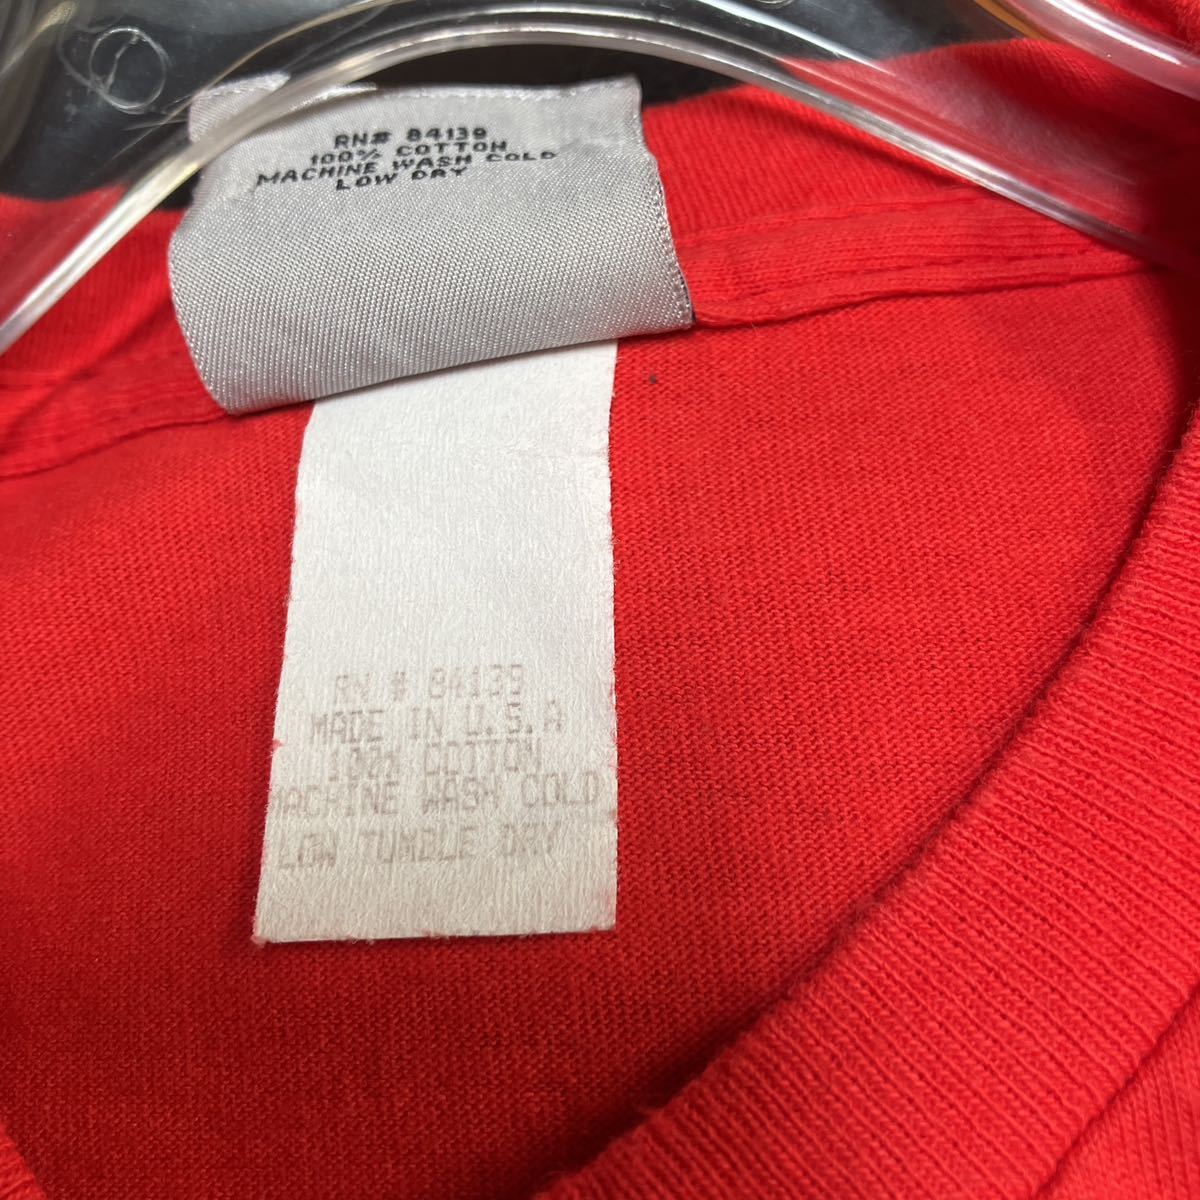 RN# 84139
100% COTTON
MACHINE WASH COLD
LOW DRY
RN # 84139
MADE IN U.S.A
100% COTTON
MACHINE WASH COLD
LOW TUMBLE DRY